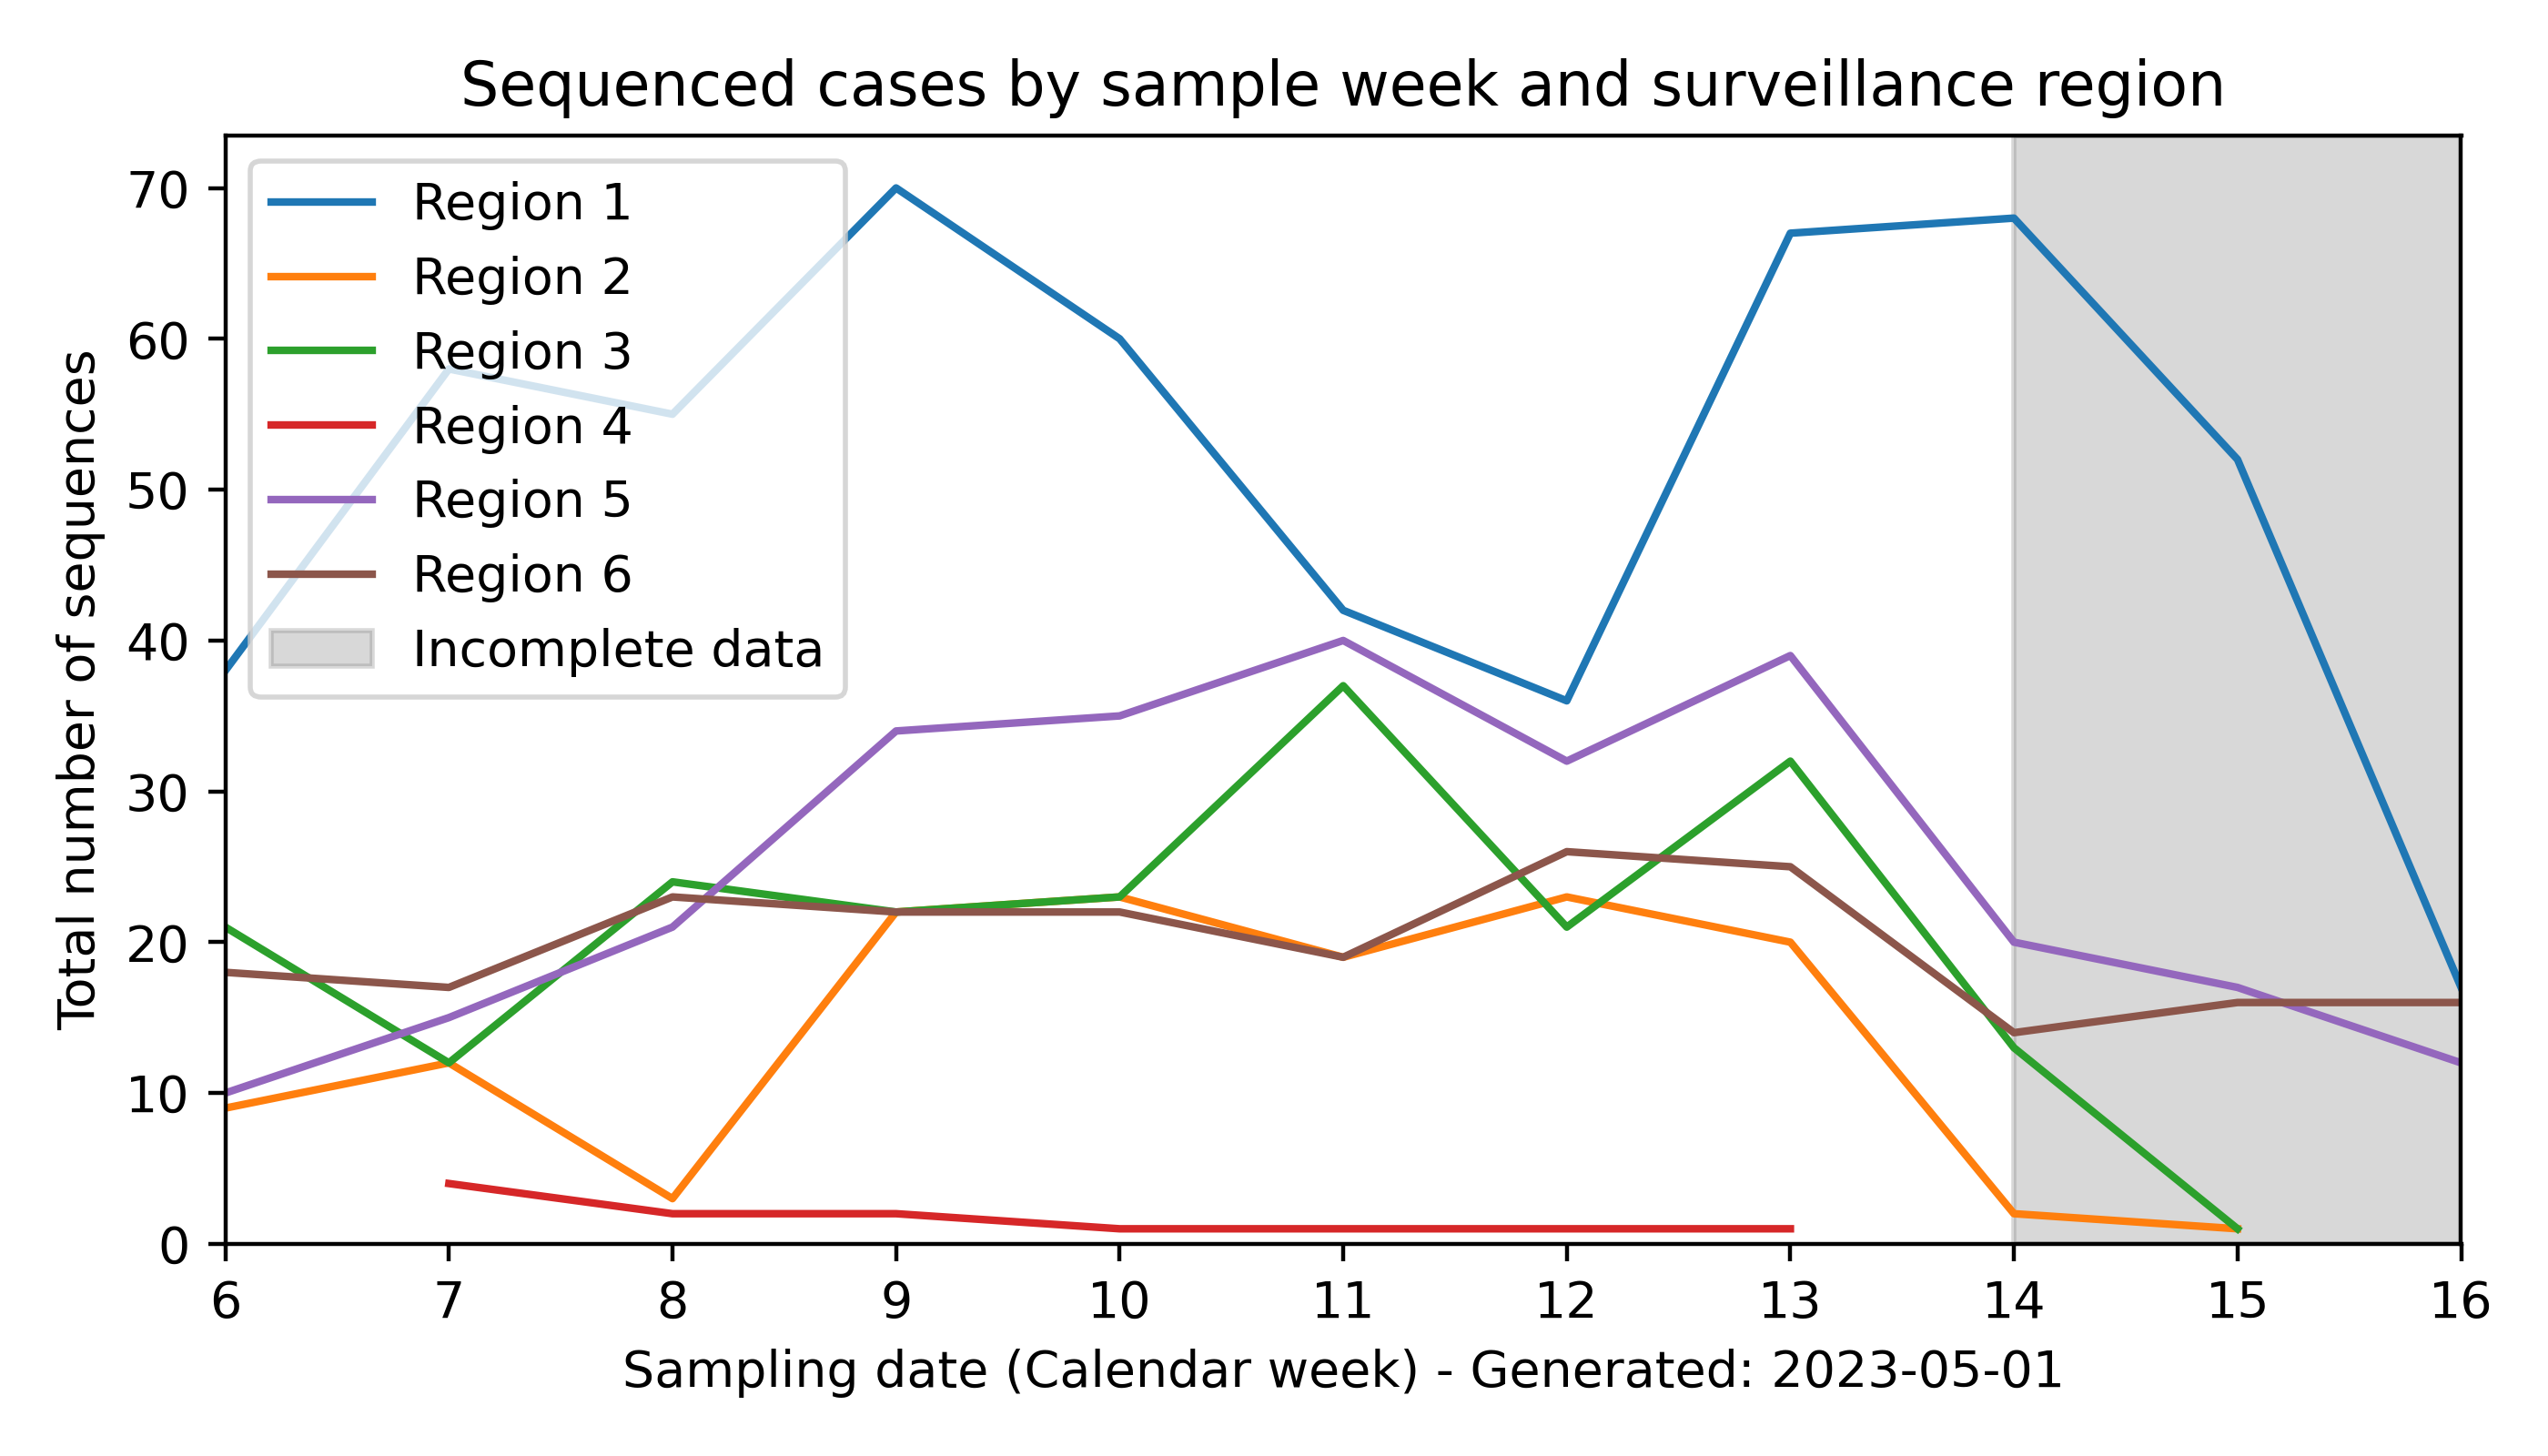 Sequenced cases by sample week and surveillance region
Total number of sequences
70
60
50
40
30
20
10
0
Region 1
Region 2
Region 3
Region 4
Region 5
Region 6
Incomplete data
6 7 8 9 10 11 12 13 14 15 16
Sampling date (Calendar week) - Generated: 2023-05-01